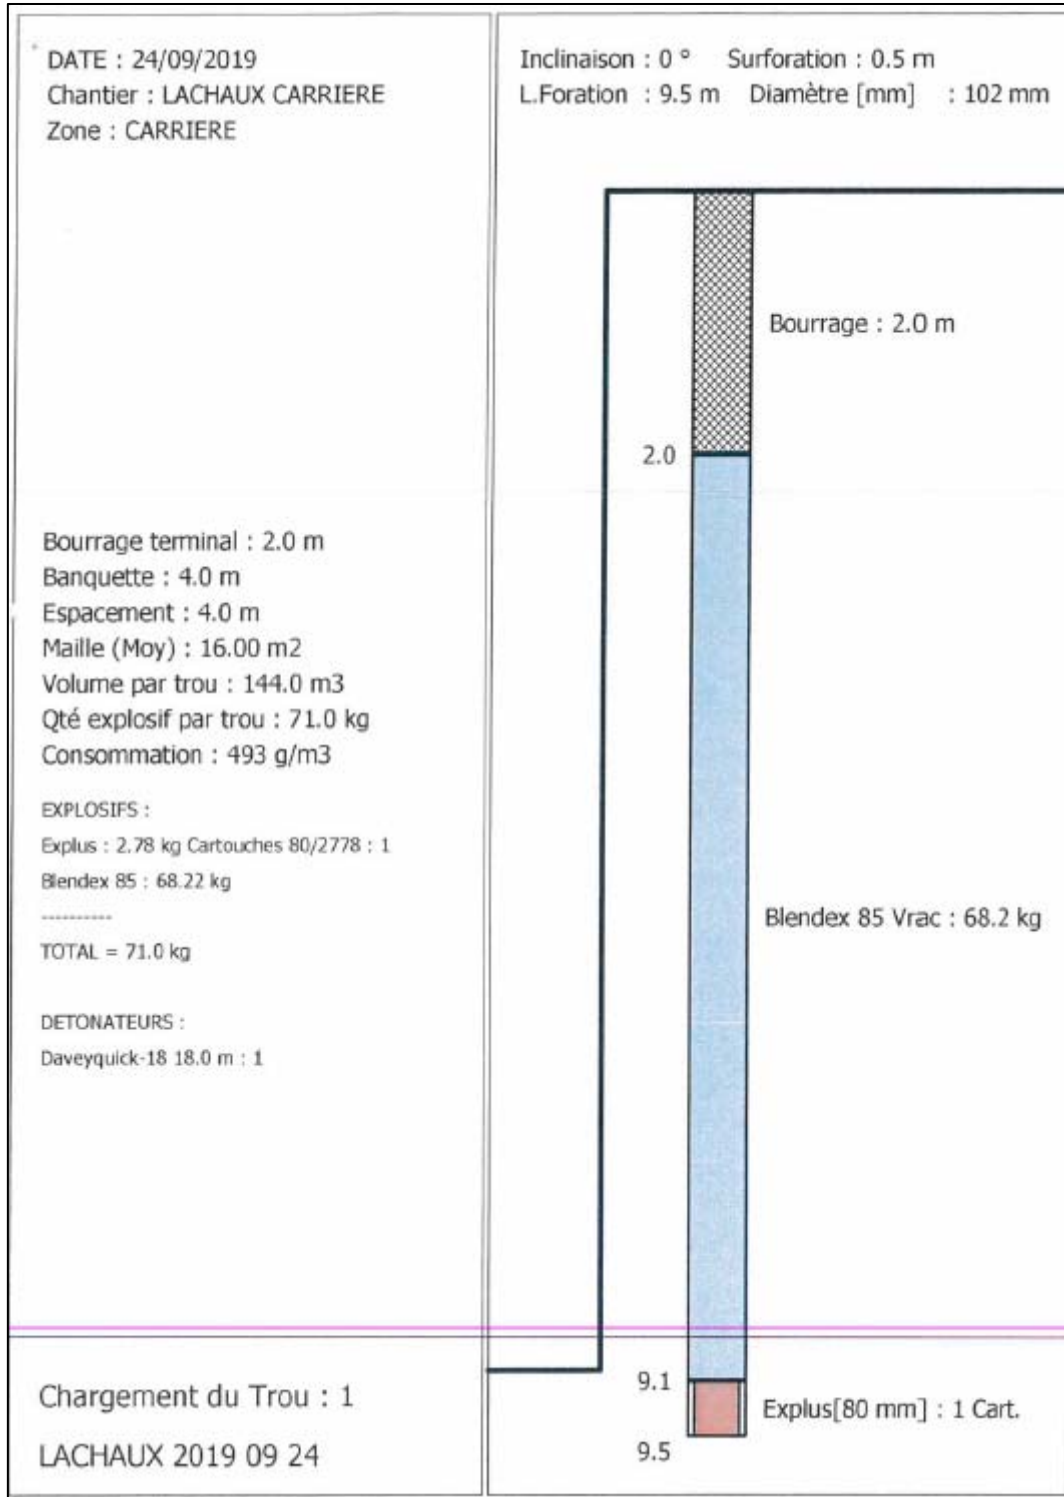 DATE : 24/09/2019
Chantier : LACHAUX CARRIERE
Zone : CARRIERE
Inclinaison : 0 ° Surforation : 0.5 m
L.Foration : 9.5 m Diamètre [mm] : 102 mm
Bourrage : 2.0 m
2.0
Bourrage terminal : 2.0 m
Banquette : 4.0 m
Espacement : 4.0 m
Maille (Moy) : 16.00 m2
Volume par trou : 144.0 m3
Qté explosif par trou : 71.0 kg
Consommation : 493 g/m3
EXPLOSIFS :
Explus : 2.78 kg Cartouches 80/2778 : 1
Blendex 85 : 68.22 kg
----------
TOTAL = 71.0 kg
DETONATEURS :
Daveyquick-18 18.0 m : 1
Blendex 85 Vrac : 68.2 kg
9.1
Explus[80 mm] : 1 Cart.
9.5
Chargement du Trou : 1
LACHAUX 2019 09 24